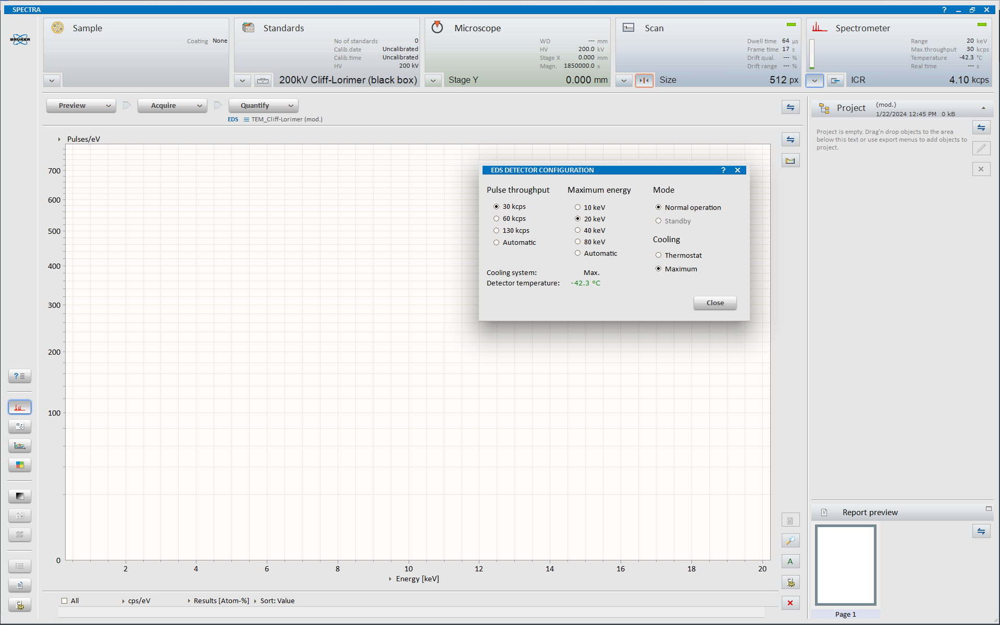 SPECTRA
BRUKER
Sample
Coating None
Standards
No of standards 0
Calib.date Uncalibrated
Calib.time Uncalibrated
HV 200 kV
200kV Cliff-Lorimer (black box)
Microscope
WD --- mm
HV 200.0 kV
Stage X 0.000 mm
Magn. 1850000.0 x
Stage Y 0.000 mm
Scan
Dwell time 64 µs
Frame time 17 s
Drift qual. --- %
Drift range --- %
Size 512 px
Spectrometer
Range 20 keV
Max.throughput 30 kcps
Temperature -42.3 °C
Real time --- s
ICR 4.10 kcps
Preview
Acquire
Quantify
EDS TEM_Cliff-Lorimer (mod.)
Project (mod.)
1/22/2024 12:45 PM 0 kB
Project is empty. Drag'n drop objects to the area
below this text or use export menus to add objects to
project.
Pulses/eV
700
600
500
400
300
200
100
0
2 4 6 8 10 12 14 16 18 20
Energy [keV]
EDS DETECTOR CONFIGURATION
Pulse throughput
30 kcps
60 kcps
130 kcps
Automatic
Maximum energy
10 keV
20 keV
40 keV
80 keV
Automatic
Mode
Normal operation
Standby
Cooling
Thermostat
Maximum
Cooling system: Max.
Detector temperature: -42.3 °C
Close
A
All
cps/eV
Results [Atom-%]
Sort: Value
Report preview
Page 1